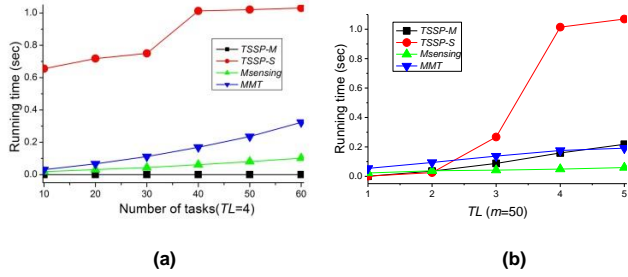 1.0
0.8
0.6
0.4
0.2
0.0
Running time (sec)
TSSP-M
TSSP-S
Msensing
MMT
10 20 30 40 50 60
Number of tasks(TL=4)
(a)
1.0
0.8
0.6
0.4
0.2
0.0
Running time (sec)
TSSP-M
TSSP-S
Msensing
MMT
1 2 3 4 5
TL (m=50)
(b)